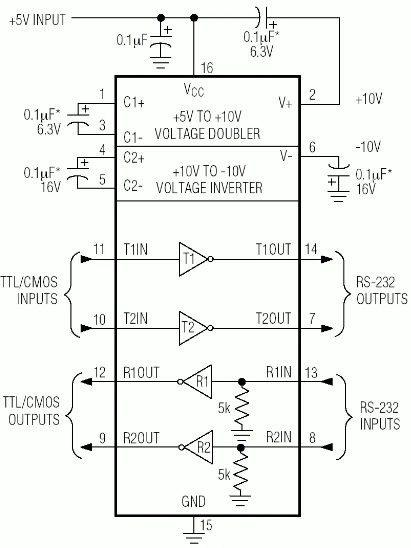 +5V INPUT
0.1µF
0.1µF*
6.3V
16
VCC
1
C1+
0.1µF*
6.3V
3
C1-
+5V TO +10V
VOLTAGE DOUBLER
V+
2
+10V
4
C2+
0.1µF*
16V
5
C2-
+10V TO -10V
VOLTAGE INVERTER
V-
6
-10V
0.1µF*
16V
TTL/CMOS
INPUTS
11
T1IN
T1
T1OUT
14
10
T2IN
T2
T2OUT
7
RS-232
OUTPUTS
TTL/CMOS
OUTPUTS
12
R1OUT
R1
R1IN
13
5k
9
R2OUT
R2
R2IN
8
5k
RS-232
INPUTS
GND
15
+
+
+
+